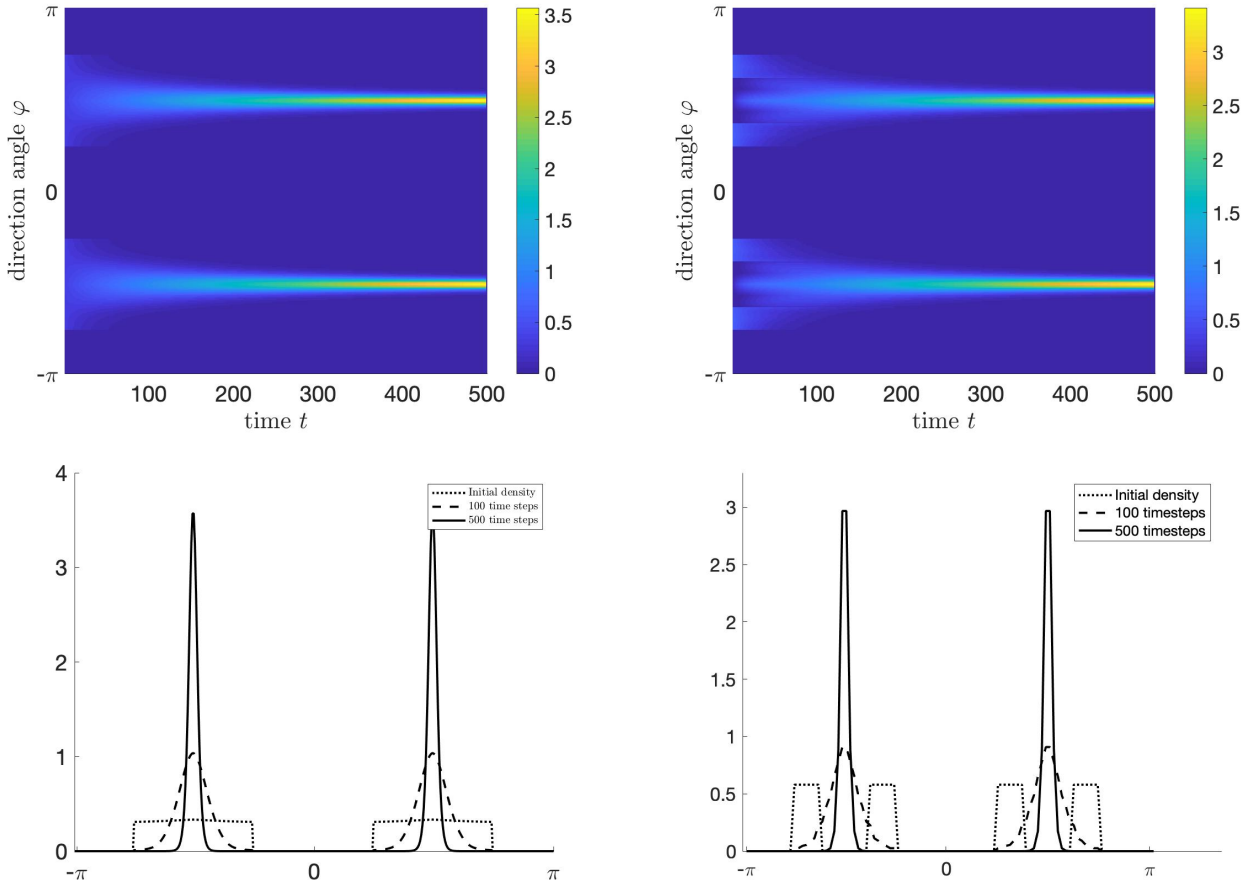 π
0
-π
direction angle φ
100 200 300 400 500
time t
3.5
3
2.5
2
1.5
1
0.5
0
π
0
-π
direction angle φ
100 200 300 400 500
time t
3
2.5
2
1.5
1
0.5
0
4
3
2
1
0
-π 0 π
Initial density
100 time steps
500 time steps
3
2.5
2
1.5
1
0.5
0
-π 0 π
Initial density
100 timesteps
500 timesteps